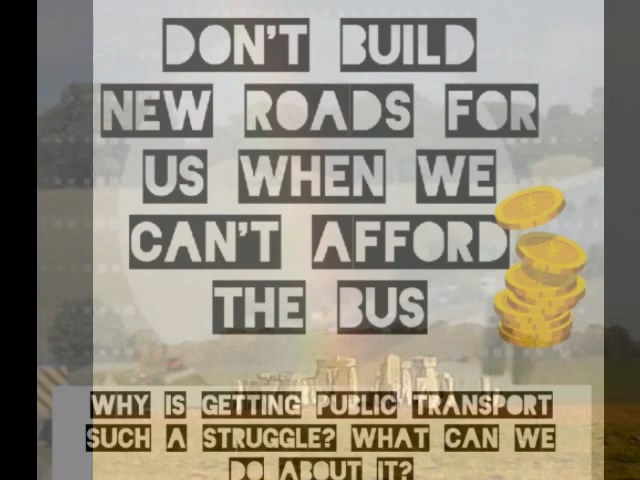 DON'T BUILD
NEW ROADS FOR
US WHEN WE
CAN'T AFFORD
THE BUS
WHY IS GETTING PUBLIC TRANSPORT
SUCH A STRUGGLE? WHAT CAN WE
DO ABOUT IT?